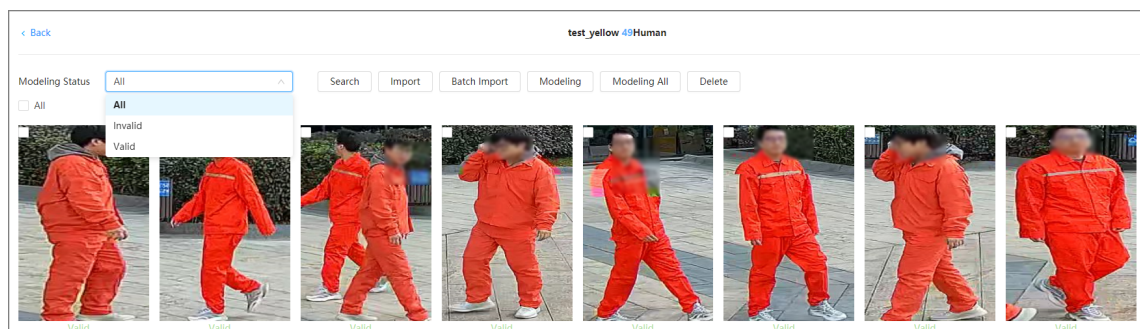 < Back
test_yellow 49Human
Modeling Status All Search Import Batch Import Modeling Modeling All Delete
All
All
Invalid
Valid
Valid Valid Valid Valid Valid Valid Valid Valid